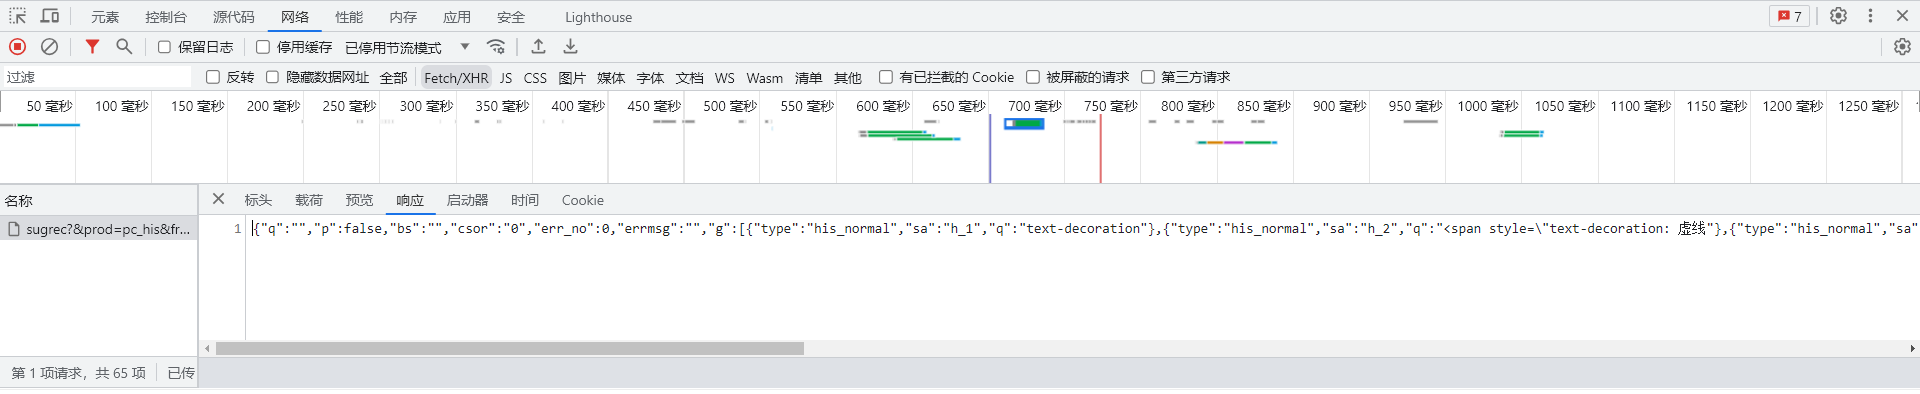 元素 控制台 源代码 网络 性能 内存 应用 安全 Lighthouse 7
保留日志 停用缓存 已停用节流模式
过滤 反转 隐藏数据网址 全部 Fetch/XHR JS CSS 图片 媒体 字体 文档 WS Wasm 清单 其他 有已拦截的 Cookie 被屏蔽的请求 第三方请求
50 毫秒 100 毫秒 150 毫秒 200 毫秒 250 毫秒 300 毫秒 350 毫秒 400 毫秒 450 毫秒 500 毫秒 550 毫秒 600 毫秒 650 毫秒 700 毫秒 750 毫秒 800 毫秒 850 毫秒 900 毫秒 950 毫秒 1000 毫秒 1050 毫秒 1100 毫秒 1150 毫秒 1200 毫秒 1250 毫秒
名称 标头 载荷 预览 响应 启动器 时间 Cookie
sugrec?&prod=pc_his&fr... 1 {"q":"","p":false,"bs":"","csor":"0","err_no":0,"errmsg":"","g":[{"type":"his_normal","sa":"h_1","q":"text-decoration"},{"type":"his_normal","sa":"h_2","q":"<span style=\"text-decoration: 虚线"},{"type":"his_normal","sa"
第 1 项请求，共 65 项 已传